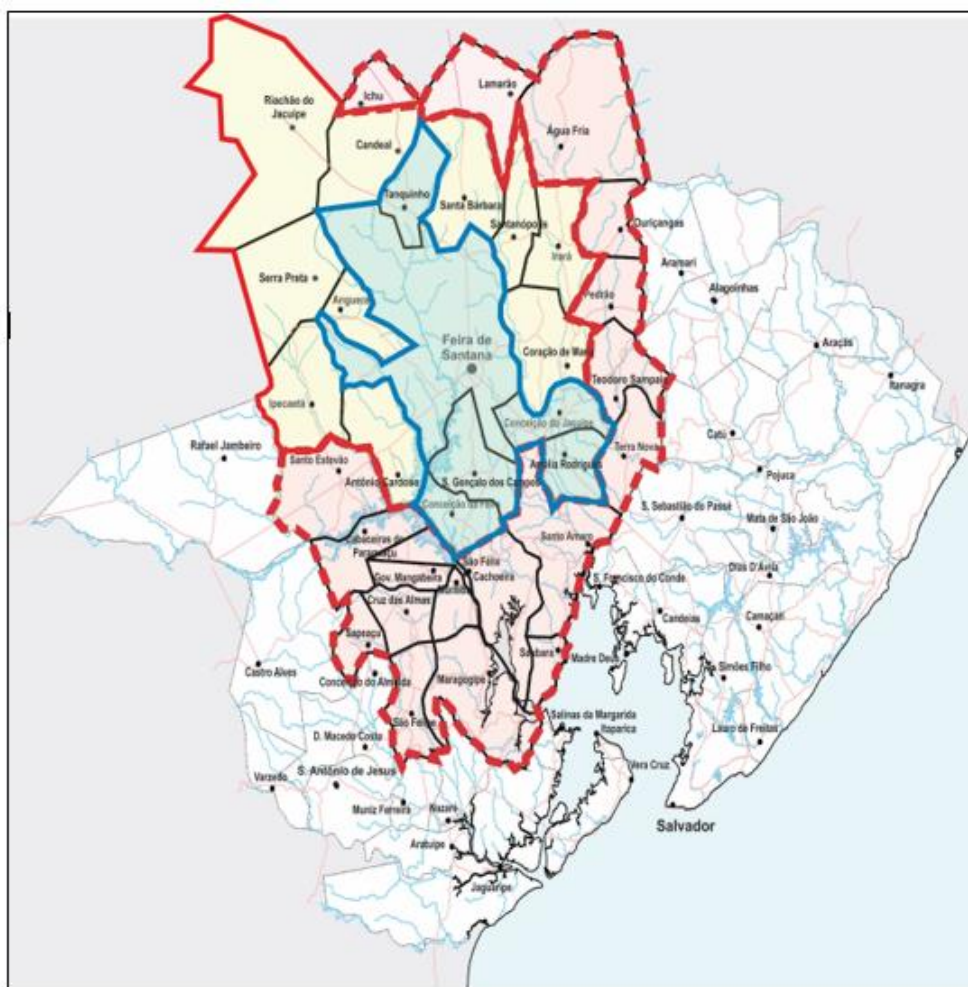 Lamarão
Ichu
Riachão do
Jacuípe
Água Fria
Candeal
Tanquinho
Santa Bárbara
Santanópolis
Ouriçangas
Irará
Aramari
Serra Preta
Alagoinhas
Pedrão
Anguera
Feira de
Santana
Araçás
Coração de Maria
Itanagra
Teodoro Sampaio
Ipecaetá
Conceição do Jacuípe
Catú
Terra Nova
Rafael Jambeiro
Amélia Rodrigues
Santo Estevão
Pojuca
Antônio Cardoso
S. Gonçalo dos Campos
Conceição da Feira
S. Sebastião do Passé
Mata de São João
Cabaceiras do
Paraguaçu
Santo Amaro
São Félix
Cachoeira
Gov. Mangabeira
Muritiba
S. Francisco do Conde
Dias D'Avila
Cruz das Almas
Candeias
Camaçari
Sapeaçu
Saubara
Madre Deus
Castro Alves
Conceição do Almeida
Maragogipe
Simões Filho
São Felipe
Salinas da Margarida
Itaparica
Lauro de Freitas
D. Macedo Costa
S. Antônio de Jesus
Varzedo
Vera Cruz
Muniz Ferreira
Nazaré
Salvador
Aratuípe
Jaguaripe